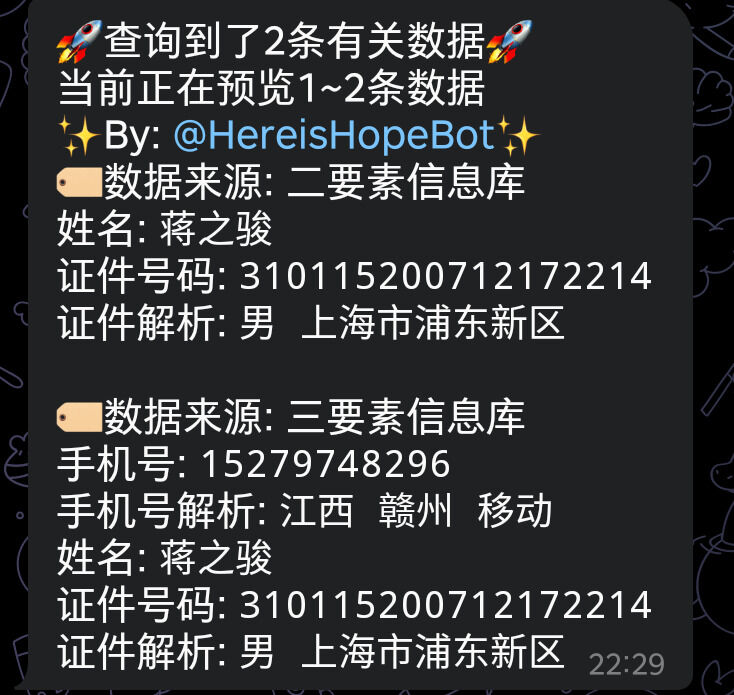 🚀查询到了2条有关数据🚀
当前正在预览1~2条数据
✨By: @HereisHopeBot✨
🏷️数据来源: 二要素信息库
姓名: 蒋之骏
证件号码: 310115200712172214
证件解析: 男 上海市浦东新区
🏷️数据来源: 三要素信息库
手机号: 15279748296
手机号解析: 江西 赣州 移动
姓名: 蒋之骏
证件号码: 310115200712172214
证件解析: 男 上海市浦东新区
22:29